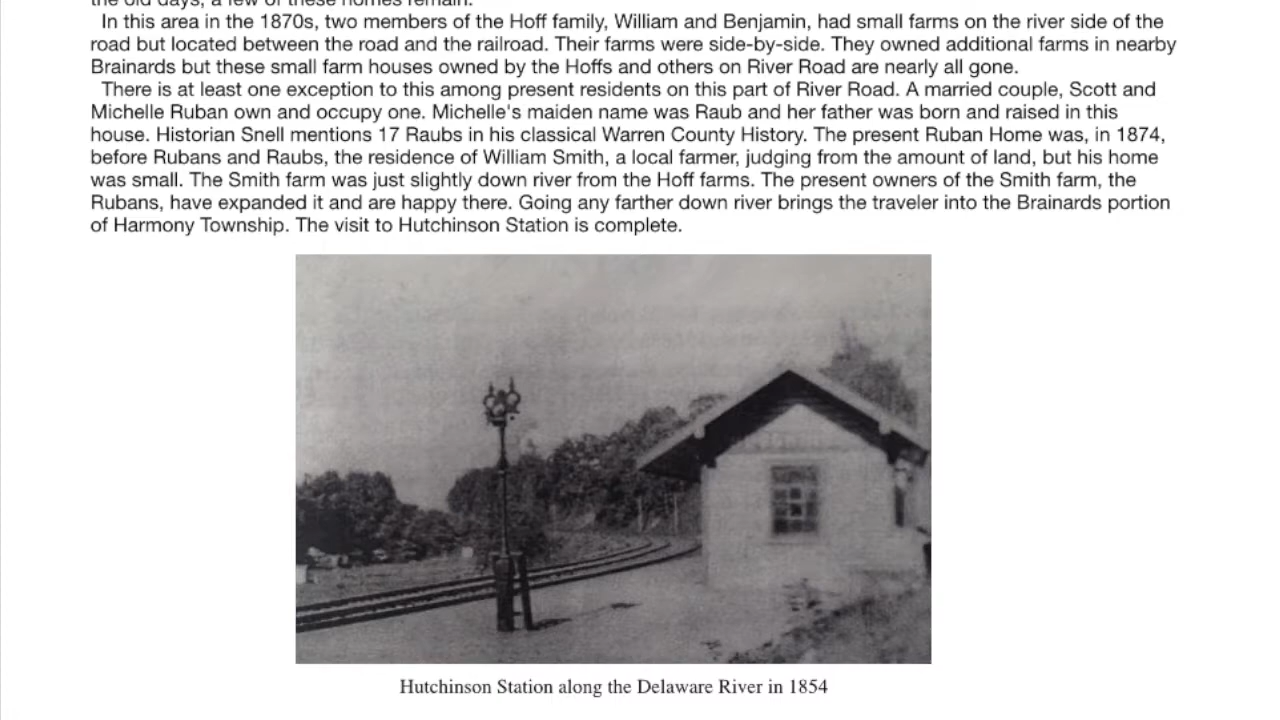 the old days, a few of these homes remain.
In this area in the 1870s, two members of the Hoff family, William and Benjamin, had small farms on the river side of the
road but located between the road and the railroad. Their farms were side-by-side. They owned additional farms in nearby
Brainards but these small farm houses owned by the Hoffs and others on River Road are nearly all gone.
There is at least one exception to this among present residents on this part of River Road. A married couple, Scott and
Michelle Ruban own and occupy one. Michelle's maiden name was Raub and her father was born and raised in this
house. Historian Snell mentions 17 Raubs in his classical Warren County History. The present Ruban Home was, in 1874,
before Rubans and Raubs, the residence of William Smith, a local farmer, judging from the amount of land, but his home
was small. The Smith farm was just slightly down river from the Hoff farms. The present owners of the Smith farm, the
Rubans, have expanded it and are happy there. Going any farther down river brings the traveler into the Brainards portion
of Harmony Township. The visit to Hutchinson Station is complete.
Hutchinson Station along the Delaware River in 1854